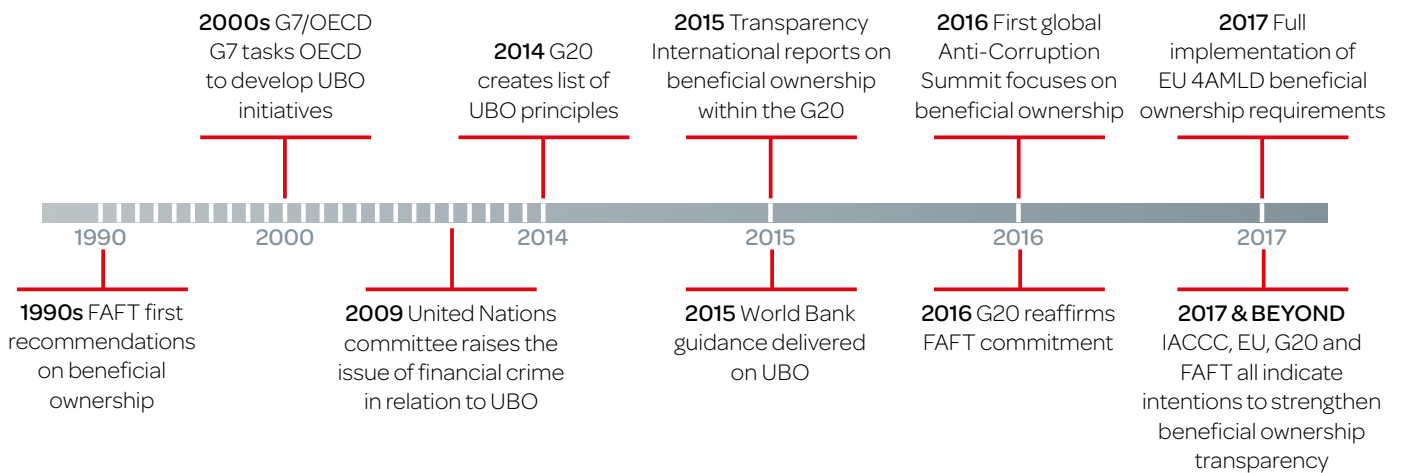 2000s G7/OECD
G7 tasks OECD
to develop UBO
initiatives
2014 G20
creates list of
UBO principles
2015 Transparency
International reports on
beneficial ownership
within the G20
2016 First global
Anti-Corruption
Summit focuses on
beneficial ownership
2017 Full
implementation of
EU 4AMLD beneficial
ownership requirements
1990
2000
2014
2015
2016
2017
1990s FAFT first
recommendations
on beneficial
ownership
2009 United Nations
committee raises the
issue of financial crime
in relation to UBO
2015 World Bank
guidance delivered
on UBO
2016 G20 reaffirms
FAFT commitment
2017 & BEYOND
IACCC, EU, G20 and
FAFT all indicate
intentions to strengthen
beneficial ownership
transparency